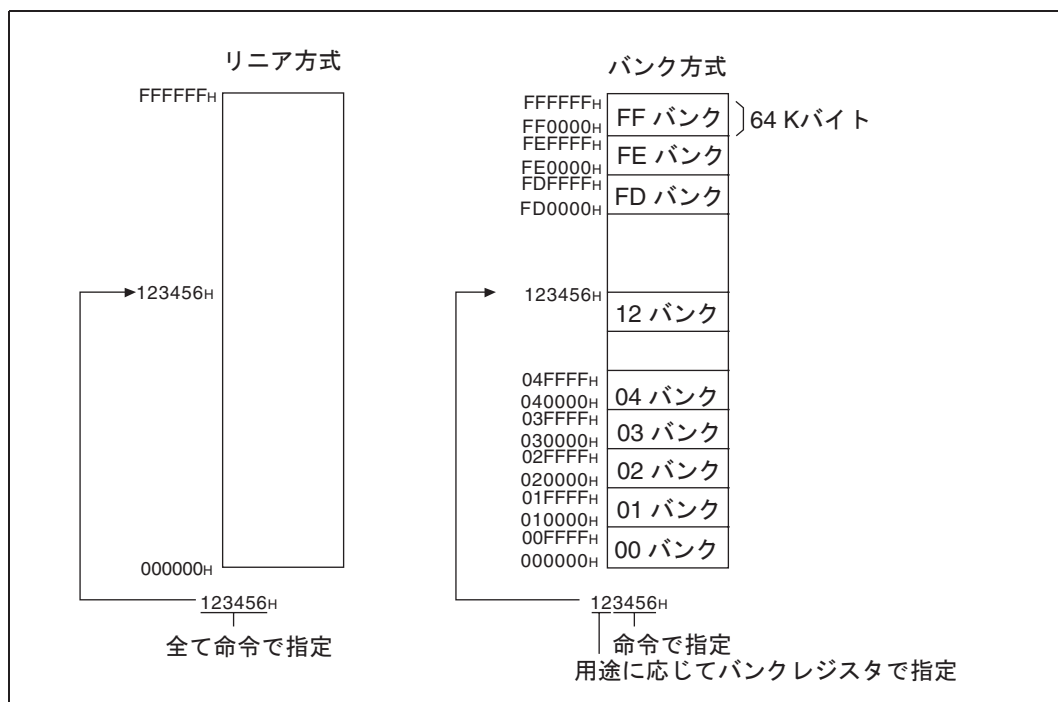 リニア方式
FFFFFFH
123456H
000000H
123456H
全て命令で指定
バンク方式
FFFFFFH
FF0000H
FF バンク
64 Kバイト
FEFFFFH
FE0000H
FE バンク
FDFFFFH
FD0000H
FD バンク
123456H
12 バンク
04FFFFH
040000H
04 バンク
03FFFFH
030000H
03 バンク
02FFFFH
020000H
02 バンク
01FFFFH
010000H
01 バンク
00FFFFH
000000H
00 バンク
123456H
命令で指定
用途に応じてバンクレジスタで指定